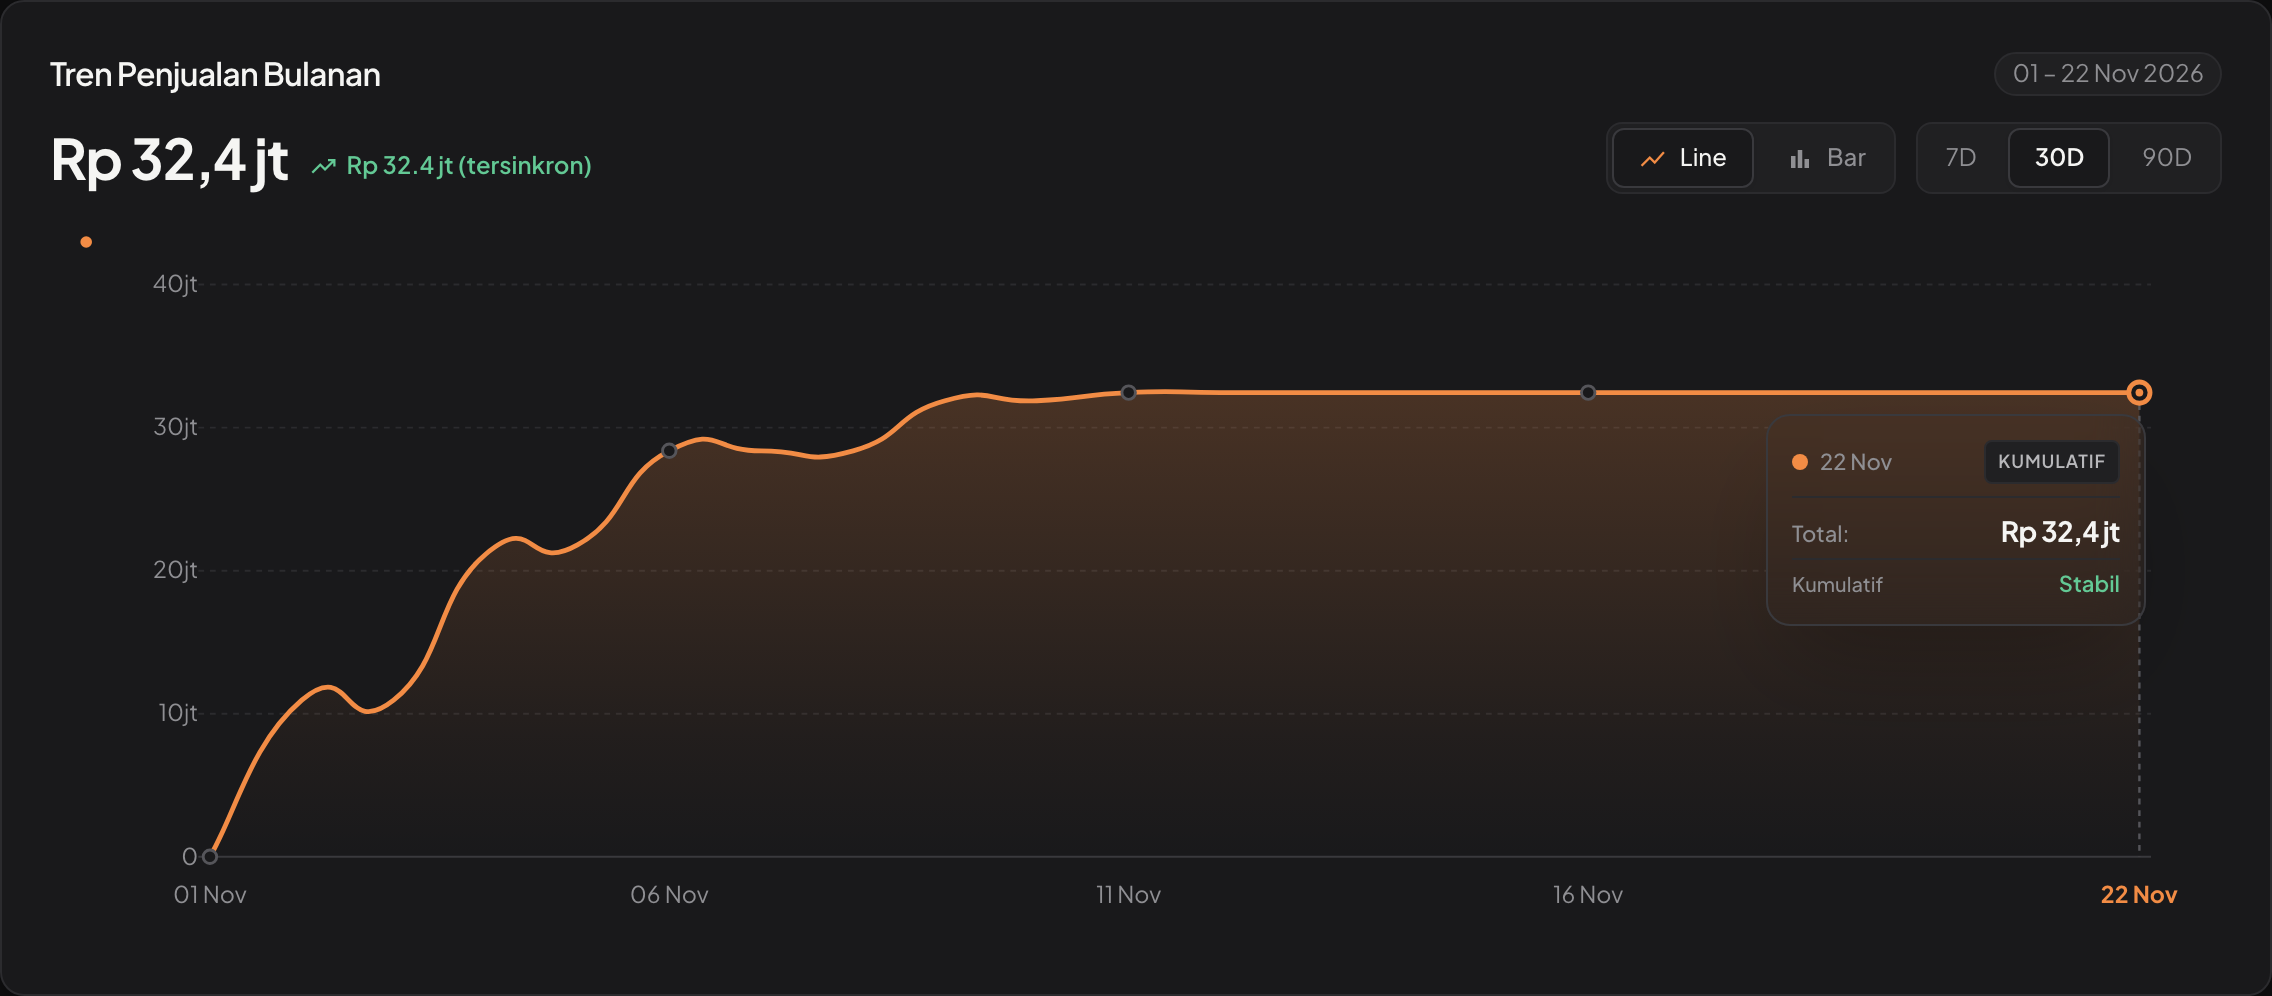 Tren Penjualan Bulanan
01 – 22 Nov 2026
Rp 32,4 jt
Rp 32.4 jt (tersinkron)
Line
Bar
7D
30D
90D
40jt
30jt
20jt
10jt
0
22 Nov
KUMULATIF
Total:
Rp 32,4 jt
Kumulatif
Stabil
01 Nov
06 Nov
11 Nov
16 Nov
22 Nov